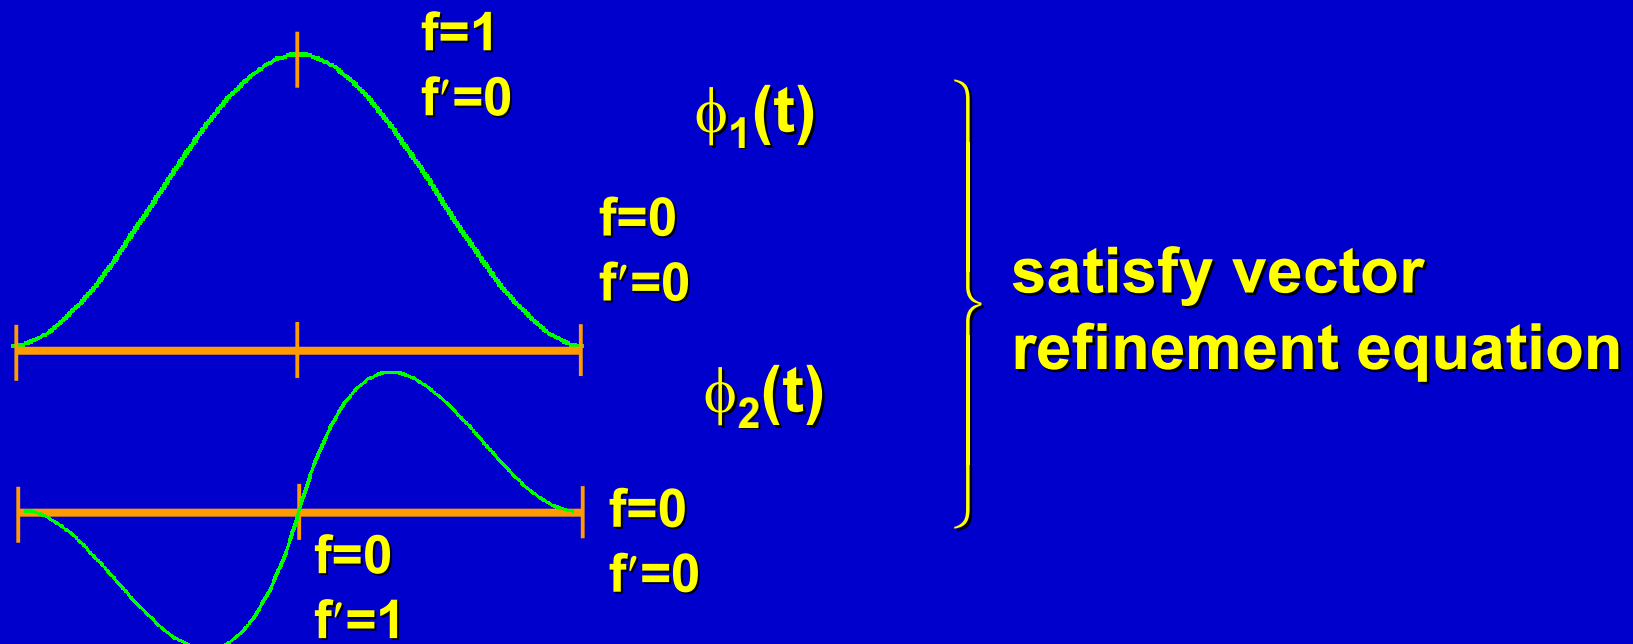 f=1
f′=0
ϕ1(t)
f=0
f′=0
satisfy vector
refinement equation
ϕ2(t)
f=0
f′=0
f=0
f′=1